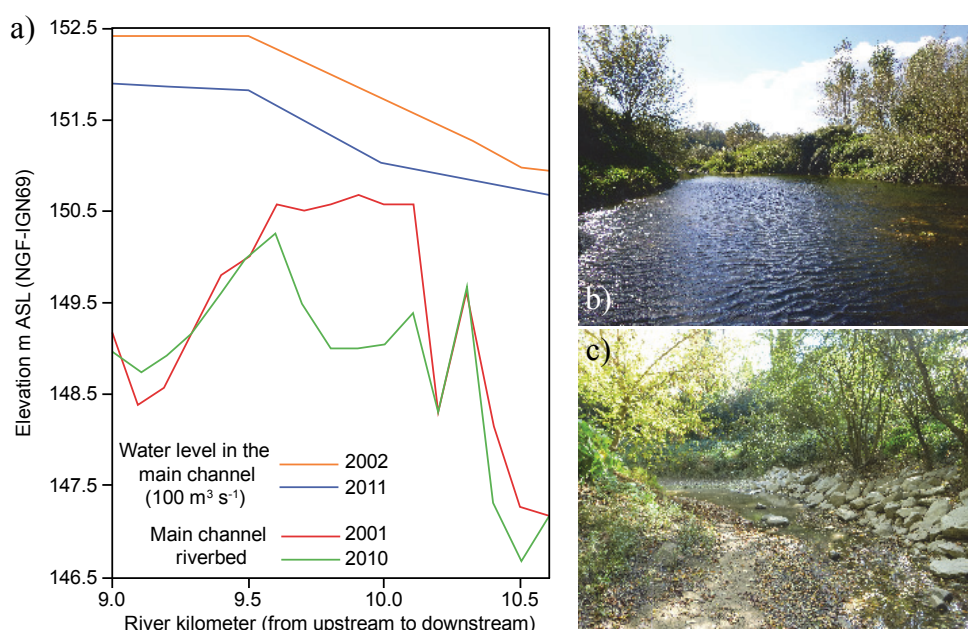 a)
152.5
151.5
150.5
149.5
148.5
147.5
146.5
Elevation m ASL (NGF-IGN69)
Water level in the
main channel
(100 m³ s⁻¹)
2002
2011
Main channel
riverbed
2001
2010
9.0 9.5 10.0 10.5
River kilometer (from upstream to downstream)
b)
c)